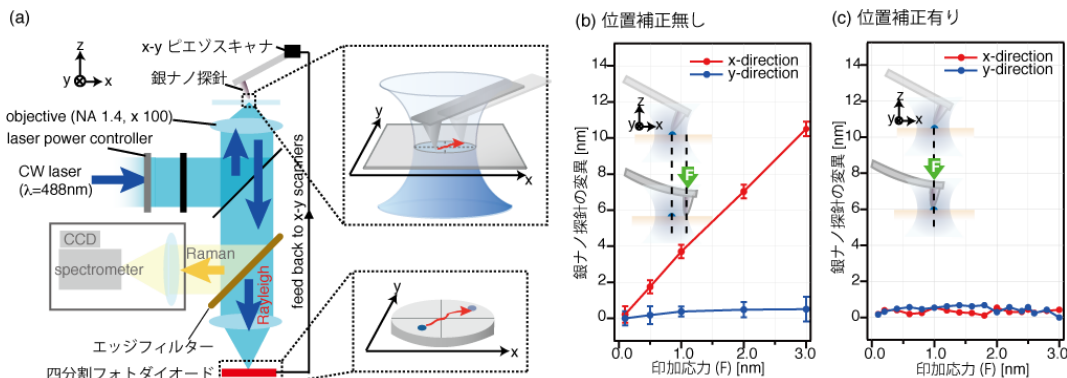 (a)
x-y ピエゾスキャナ
z
y
x
銀ナノ探針
objective (NA 1.4, x 100)
laser power controller
CW laser
(λ=488nm)
CCD
spectrometer
Raman
Rayleigh
feed back to x-y scanners
エッジフィルター
四分割フォトダイオード
y
x
y
x
(b) 位置補正無し
x-direction
y-direction
銀ナノ探針の変異 [nm]
14
12
10
8
6
4
2
0
z
y
x
F
0.0
1.0
2.0
3.0
印加応力 (F) [nm]
(c) 位置補正有り
x-direction
y-direction
銀ナノ探針の変異 [nm]
14
12
10
8
6
4
2
0
z
y
x
F
0.0
1.0
2.0
3.0
印加応力 (F) [nm]